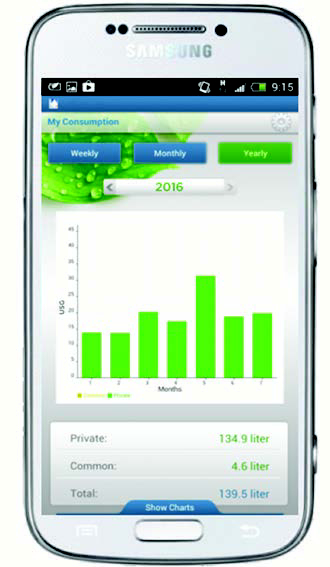 SAMSUNG
9:15
My Consumption
Weekly Monthly Yearly
< 2016 >
45
40
35
30
25
20
15
10
5
0
USG
1 2 3 4 5 6 7
Months
Common Private
Private: 134.9 liter
Common: 4.6 liter
Total: 139.5 liter
Show Charts